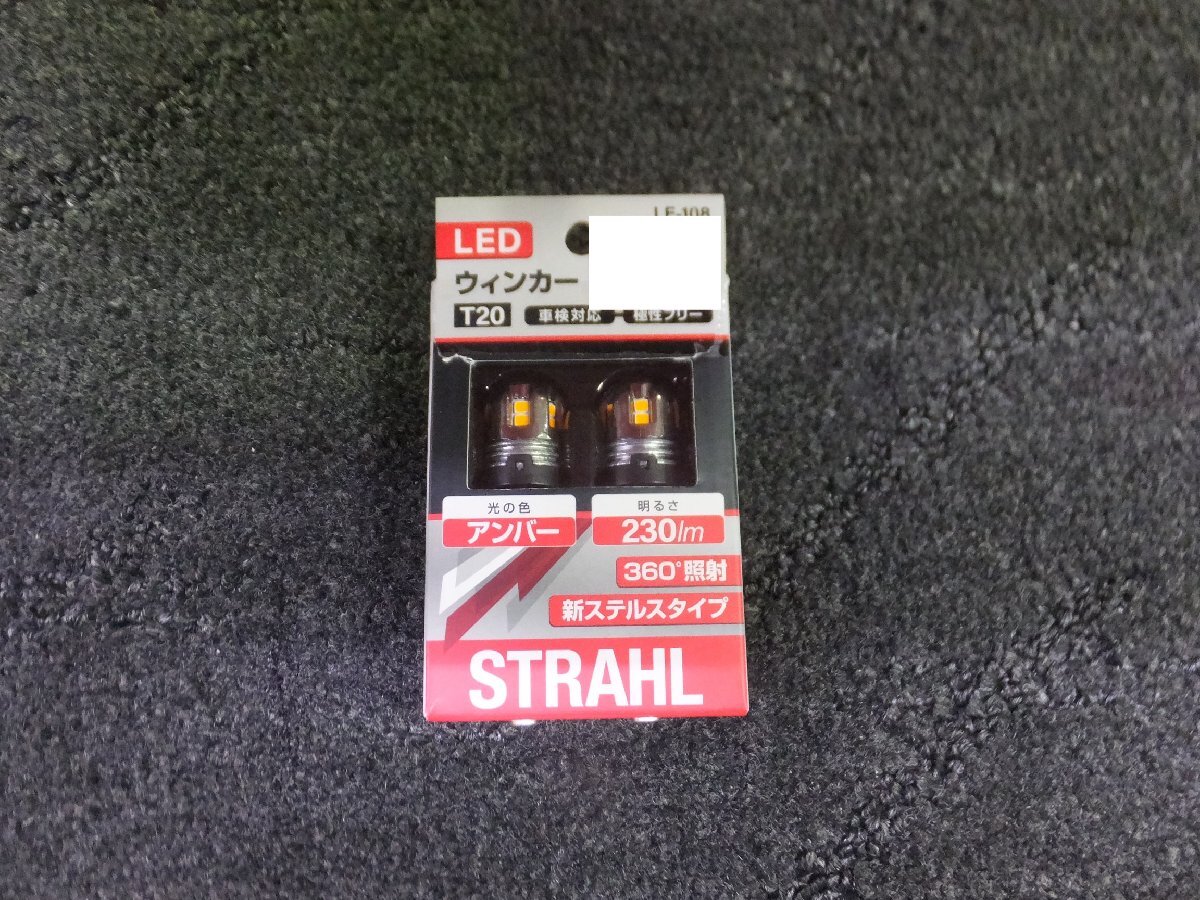 LE-108
LED
ウィンカー
T20 車検対応 極性フリー
光の色 明るさ
アンバー 230lm
360°照射
新ステルスタイプ
STRAHL